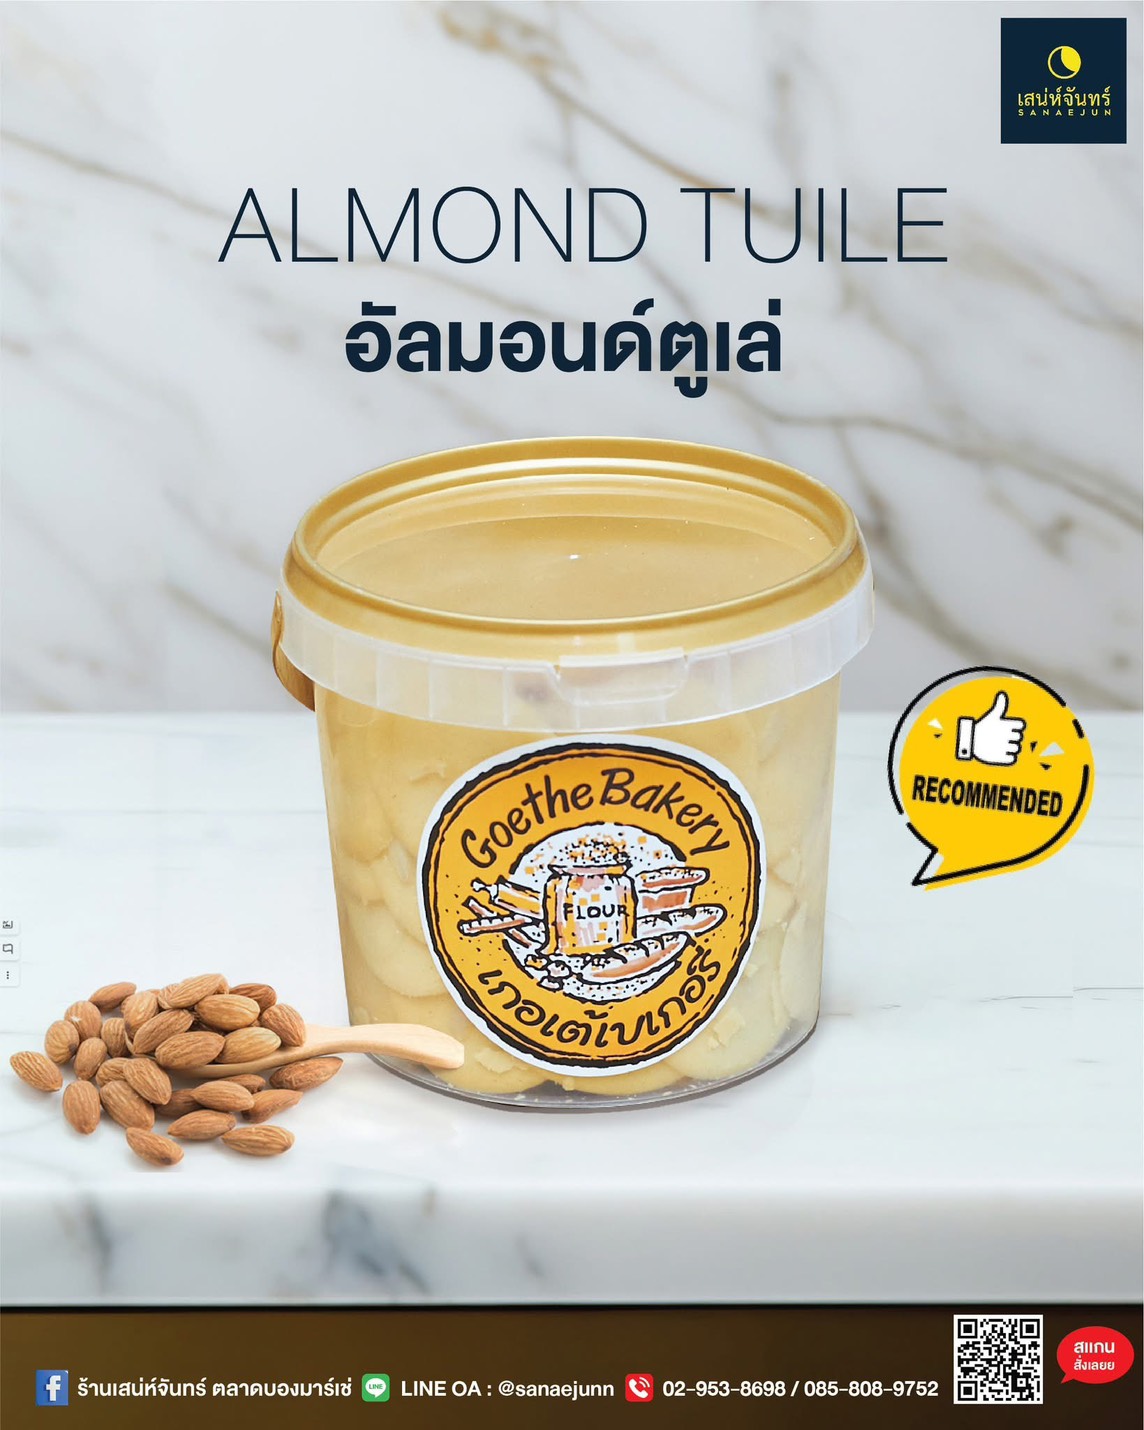 เสน่ห์จันทร์
SANAEJUN
ALMOND TUILE
อัลมอนด์ตูเล่
Goethe Bakery
FLOUR
เกอเต้เบเกอรี่
RECOMMENDED
ร้านเสน่ห์จันทร์ ตลาดบองมาร์เช่
LINE OA : @sanaejunn
02-953-8698 / 085-808-9752
สแกน
สั่งเลยย